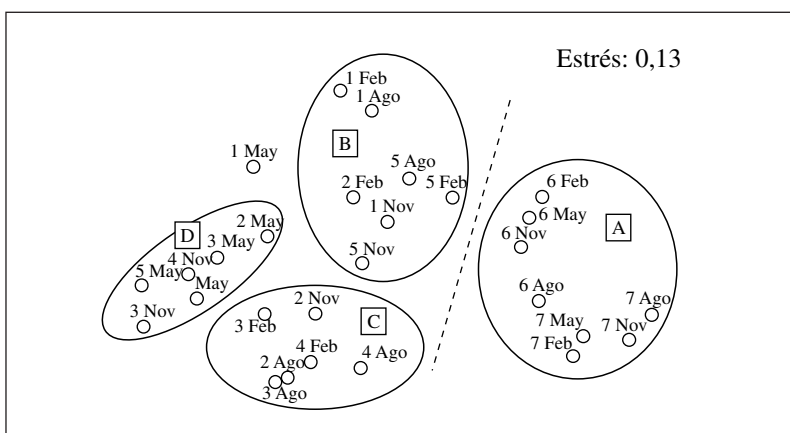 Estrés: 0,13
1 Feb
1 Ago
B
1 May
5 Ago
2 Feb
5 Feb
1 Nov
5 Nov
6 Feb
6 May
A
6 Nov
6 Ago
7 Ago
7 May
7 Nov
7 Feb
D
2 May
3 May
4 Nov
5 May
May
3 Nov
2 Nov
3 Feb
C
4 Feb
4 Ago
2 Ago
3 Ago